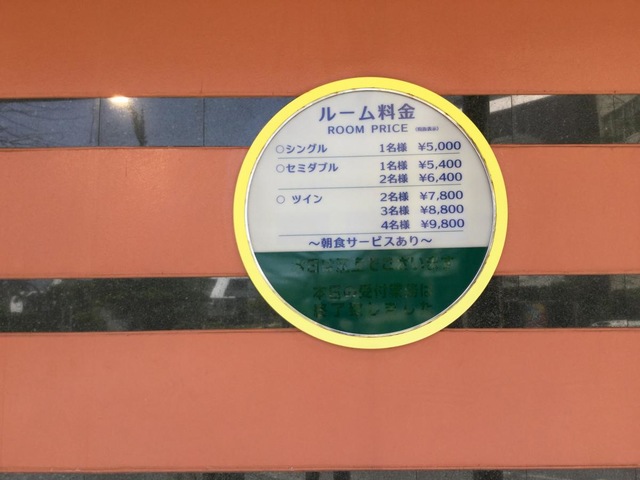 ルーム料金
ROOM PRICE
○シングル 1名様 ¥5,000
○セミダブル 1名様 ¥5,400
2名様 ¥6,400
○ ツイン 2名様 ¥7,800
3名様 ¥8,800
4名様 ¥9,800
～朝食サービスあり～